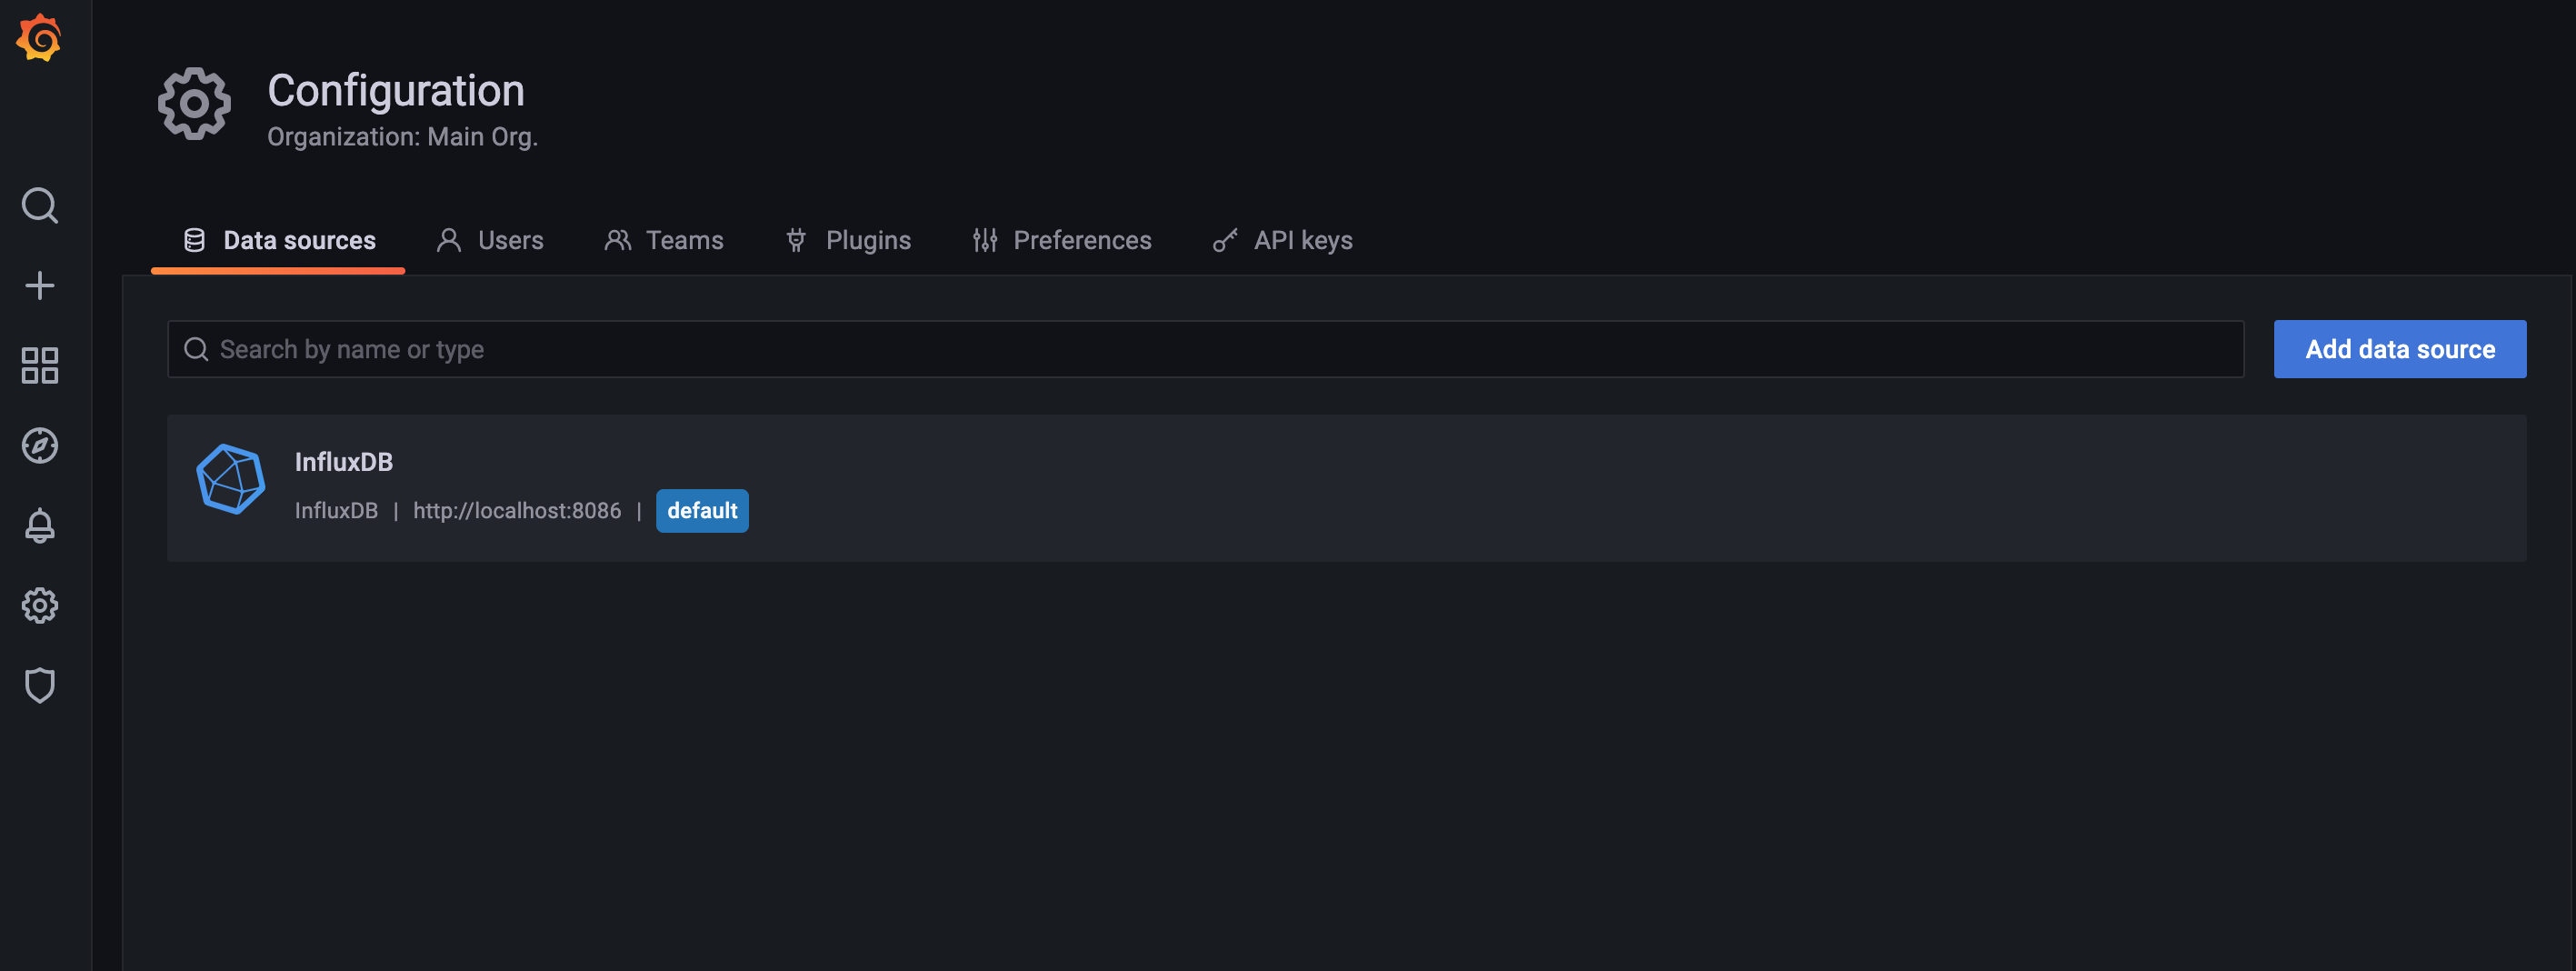 Configuration
Organization: Main Org.
Data sources Users Teams Plugins Preferences API keys
Search by name or type Add data source
InfluxDB
InfluxDB | http://localhost:8086 | default